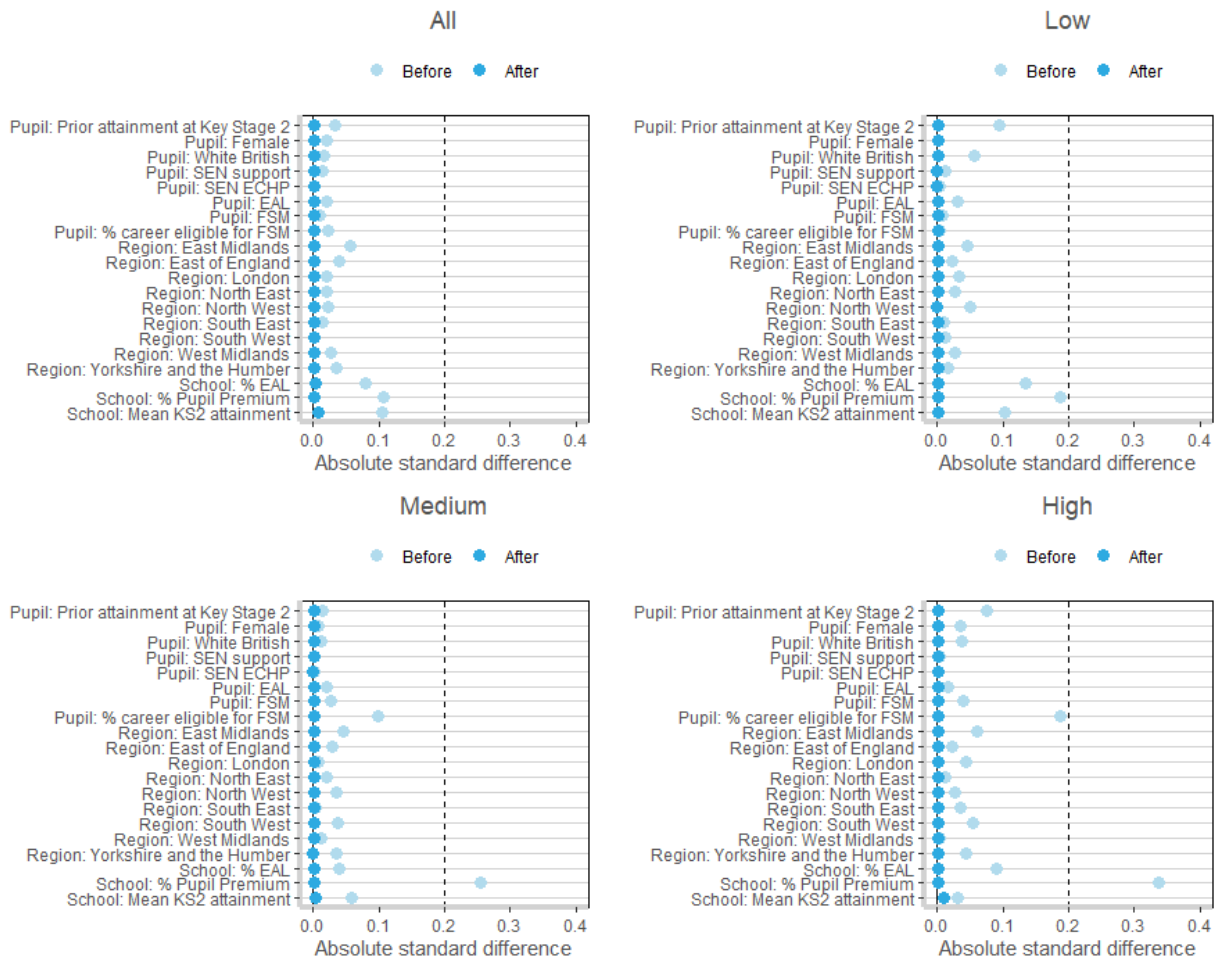 All
Before After
Pupil: Prior attainment at Key Stage 2
Pupil: Female
Pupil: White British
Pupil: SEN support
Pupil: SEN ECHP
Pupil: EAL
Pupil: FSM
Pupil: % career eligible for FSM
Region: East Midlands
Region: East of England
Region: London
Region: North East
Region: North West
Region: South East
Region: South West
Region: West Midlands
Region: Yorkshire and the Humber
School: % EAL
School: % Pupil Premium
School: Mean KS2 attainment
0.0 0.1 0.2 0.3 0.4
Absolute standard difference
Low
Before After
Pupil: Prior attainment at Key Stage 2
Pupil: Female
Pupil: White British
Pupil: SEN support
Pupil: SEN ECHP
Pupil: EAL
Pupil: FSM
Pupil: % career eligible for FSM
Region: East Midlands
Region: East of England
Region: London
Region: North East
Region: North West
Region: South East
Region: South West
Region: West Midlands
Region: Yorkshire and the Humber
School: % EAL
School: % Pupil Premium
School: Mean KS2 attainment
0.0 0.1 0.2 0.3 0.4
Absolute standard difference
Medium
Before After
Pupil: Prior attainment at Key Stage 2
Pupil: Female
Pupil: White British
Pupil: SEN support
Pupil: SEN ECHP
Pupil: EAL
Pupil: FSM
Pupil: % career eligible for FSM
Region: East Midlands
Region: East of England
Region: London
Region: North East
Region: North West
Region: South East
Region: South West
Region: West Midlands
Region: Yorkshire and the Humber
School: % EAL
School: % Pupil Premium
School: Mean KS2 attainment
0.0 0.1 0.2 0.3 0.4
Absolute standard difference
High
Before After
Pupil: Prior attainment at Key Stage 2
Pupil: Female
Pupil: White British
Pupil: SEN support
Pupil: SEN ECHP
Pupil: EAL
Pupil: FSM
Pupil: % career eligible for FSM
Region: East Midlands
Region: East of England
Region: London
Region: North East
Region: North West
Region: South East
Region: South West
Region: West Midlands
Region: Yorkshire and the Humber
School: % EAL
School: % Pupil Premium
School: Mean KS2 attainment
0.0 0.1 0.2 0.3 0.4
Absolute standard difference